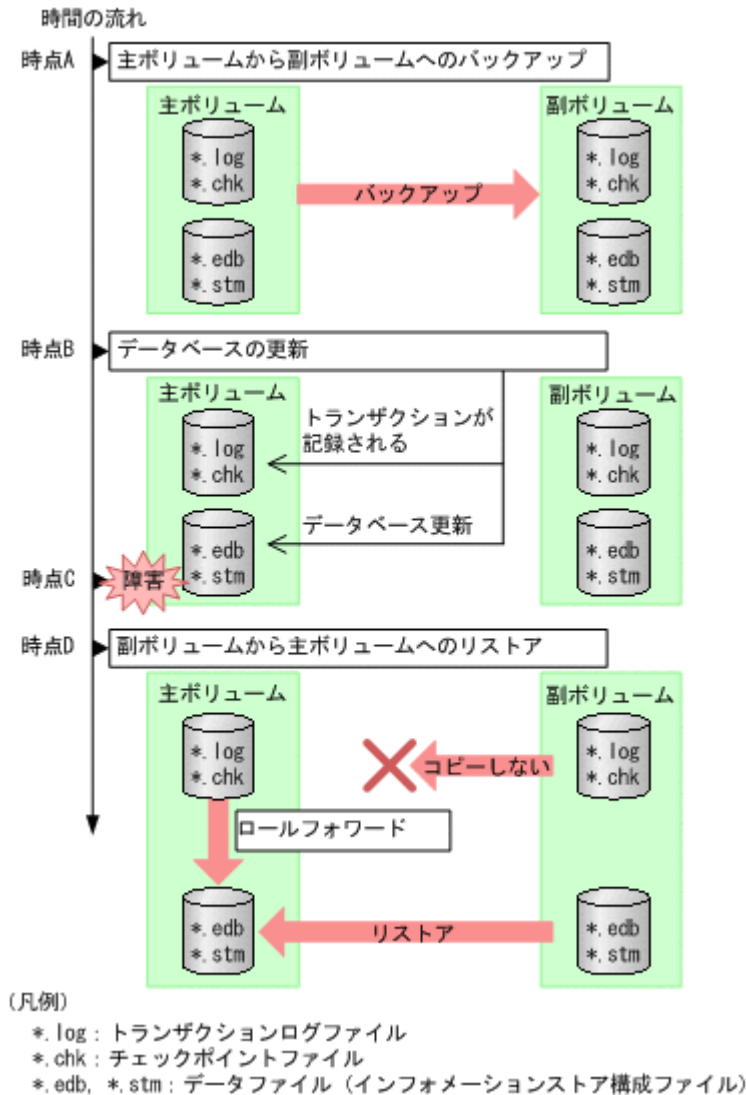 時間の流れ
時点A
主ボリュームから副ボリュームへのバックアップ
主ボリューム
副ボリューム
*.log
*.chk
*.log
*.chk
バックアップ
*.edb
*.stm
*.edb
*.stm
時点B
データベースの更新
主ボリューム
副ボリューム
トランザクションが
記録される
*.log
*.chk
*.log
*.chk
データベース更新
*.edb
*.stm
*.edb
*.stm
時点C
障害
時点D
副ボリュームから主ボリュームへのリストア
主ボリューム
副ボリューム
*.log
*.chk
コピーしない
*.log
*.chk
ロールフォワード
*.edb
*.stm
リストア
*.edb
*.stm
(凡例)
*.log:トランザクションログファイル
*.chk:チェックポイントファイル
*.edb, *.stm:データファイル(インフォメーションストア構成ファイル)